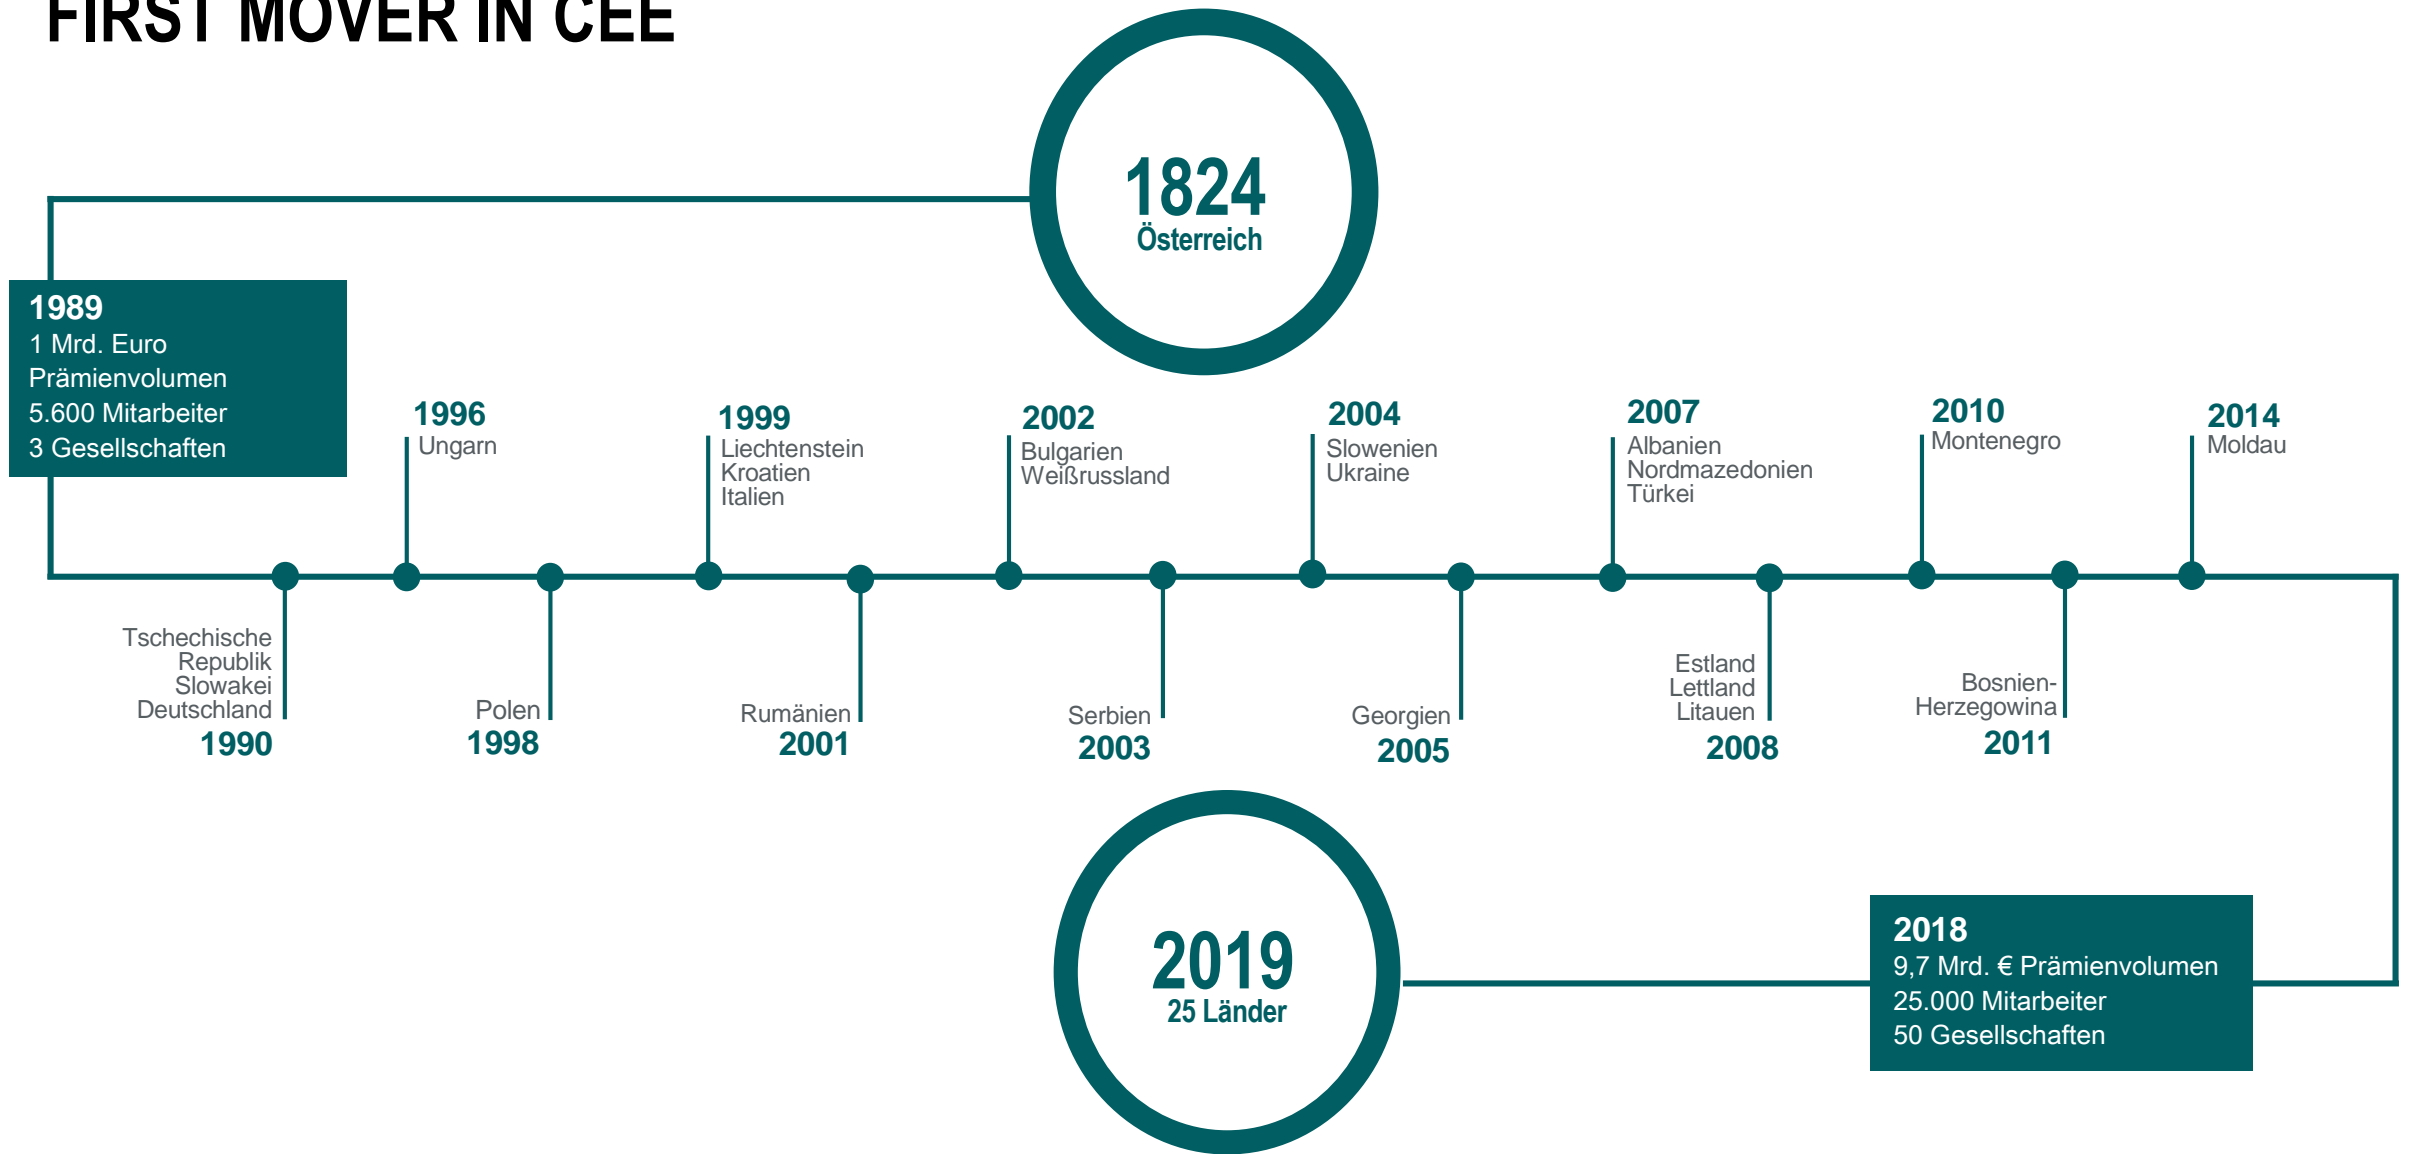 FIRST MOVER IN CEE
1824
Österreich
1989
1 Mrd. Euro
Prämienvolumen
5.600 Mitarbeiter
3 Gesellschaften
1996
Ungarn
1999
Liechtenstein
Kroatien
Italien
2002
Bulgarien
Weißrussland
2004
Slowenien
Ukraine
2007
Albanien
Nordmazedonien
Türkei
2010
Montenegro
2014
Moldau
Tschechische
Republik
Slowakei
Deutschland
1990
Polen
1998
Rumänien
2001
Serbien
2003
Georgien
2005
Estland
Lettland
Litauen
2008
Bosnien-
Herzegowina
2011
2019
25 Länder
2018
9,7 Mrd. € Prämienvolumen
25.000 Mitarbeiter
50 Gesellschaften